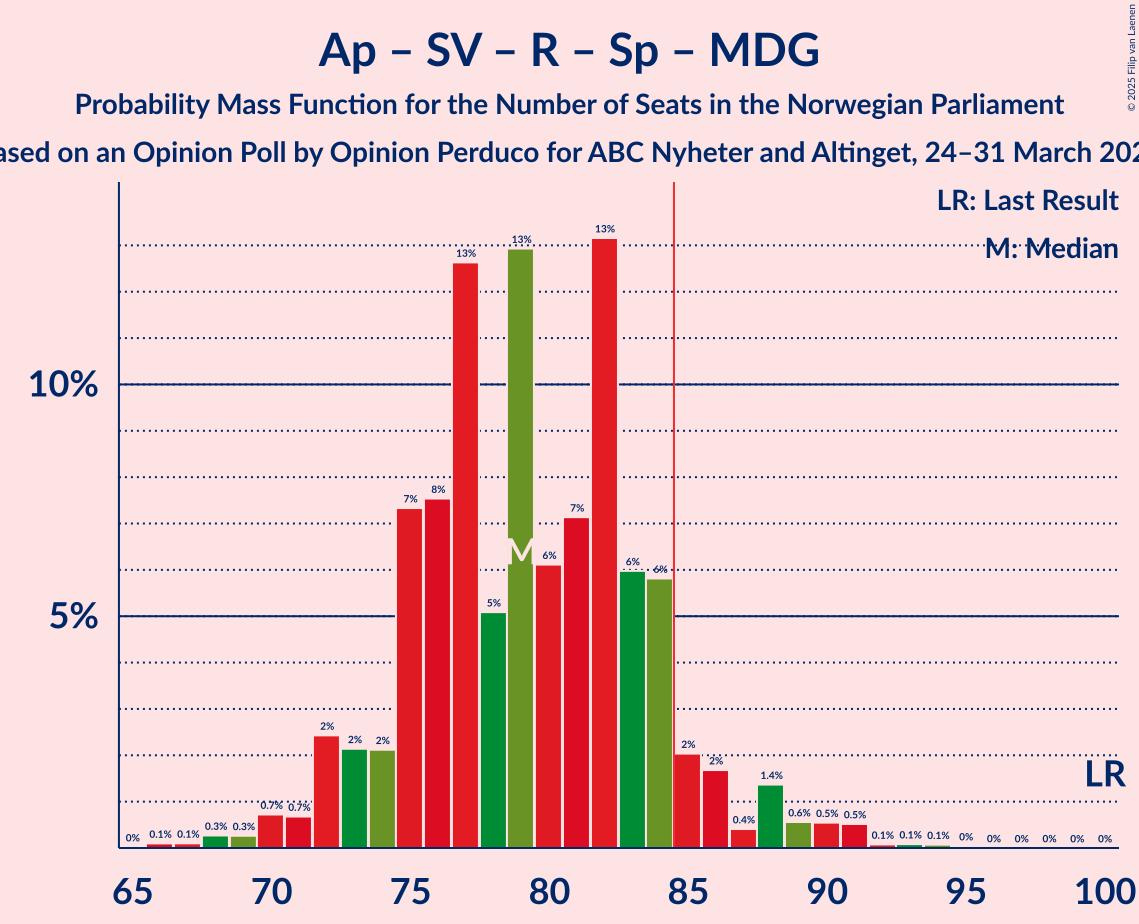 Ap – SV – R – Sp – MDG
Probability Mass Function for the Number of Seats in the Norwegian Parliament
ased on an Opinion Poll by Opinion Perduco for ABC Nyheter and Altinget, 24–31 March 202
© 2025 Filip van Laenen
LR: Last Result
M: Median
10%
5%
0% 0.1% 0.1% 0.3% 0.3% 0.7% 0.7% 2% 2% 2% 7% 8% 13% 5% 13% 6% 7% 13% 6% 6% 2% 2% 0.4% 1.4% 0.6% 0.5% 0.5% 0.1% 0.1% 0.1% 0% 0% 0% 0% 0% 0%
M
LR
65 70 75 80 85 90 95 100